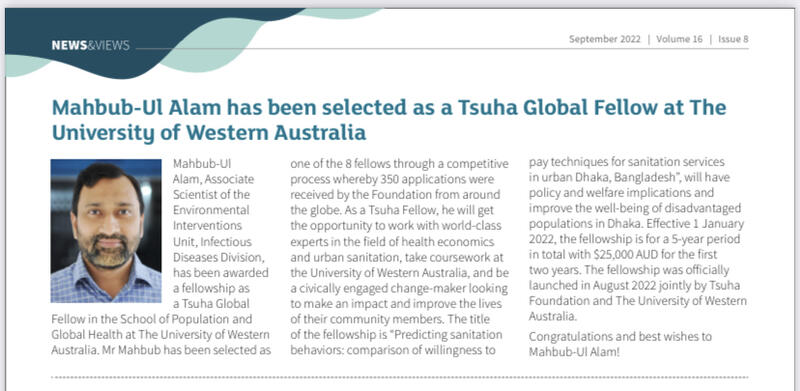 NEWS&VIEWS
September 2022 | Volume 16 | Issue 8
Mahbub-Ul Alam has been selected as a Tsuha Global Fellow at The
University of Western Australia
Mahbub-Ul
Alam, Associate
Scientist of the
Environmental
Interventions
Unit, Infectious
Diseases Division,
has been awarded
a fellowship as
a Tsuha Global
Fellow in the School of Population and
Global Health at The University of Western
Australia. Mr Mahbub has been selected as
one of the 8 fellows through a competitive
process whereby 350 applications were
received by the Foundation from around
the globe. As a Tsuha Fellow, he will get
the opportunity to work with world-class
experts in the field of health economics
and urban sanitation, take coursework at
the University of Western Australia, and be
a civically engaged change-maker looking
to make an impact and improve the lives
of their community members. The title
of the fellowship is “Predicting sanitation
behaviors: comparison of willingness to
pay techniques for sanitation services
in urban Dhaka, Bangladesh”, will have
policy and welfare implications and
improve the well-being of disadvantaged
populations in Dhaka. Effective 1 January
2022, the fellowship is for a 5-year period
in total with $25,000 AUD for the first
two years. The fellowship was officially
launched in August 2022 jointly by Tsuha
Foundation and The University of Western
Australia.
Congratulations and best wishes to
Mahbub-Ul Alam!